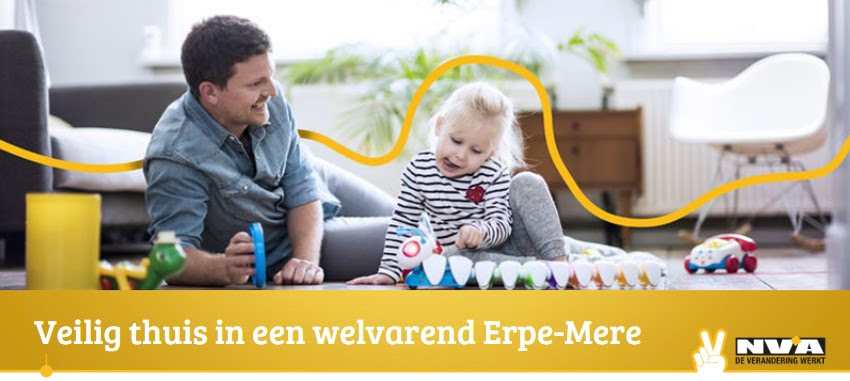 Veilig thuis in een welvarend Erpe-Mere
N-VA
DE VERANDERING WERKT